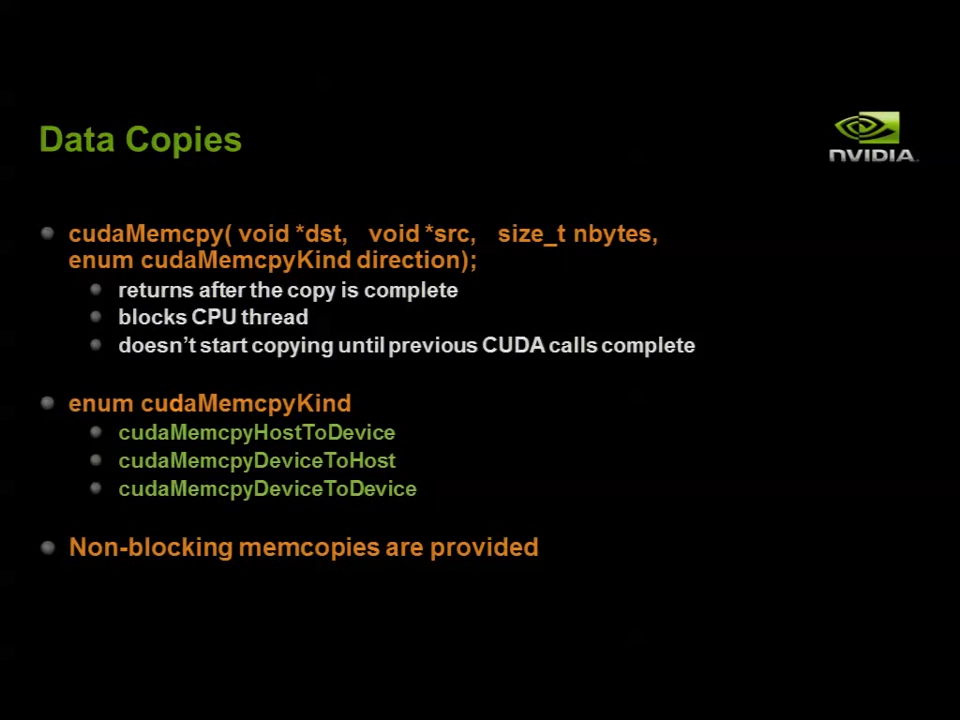 Data Copies
NVIDIA
cudaMemcpy( void *dst, void *src, size_t nbytes,
enum cudaMemcpyKind direction);
returns after the copy is complete
blocks CPU thread
doesn’t start copying until previous CUDA calls complete
enum cudaMemcpyKind
cudaMemcpyHostToDevice
cudaMemcpyDeviceToHost
cudaMemcpyDeviceToDevice
Non-blocking memcopies are provided